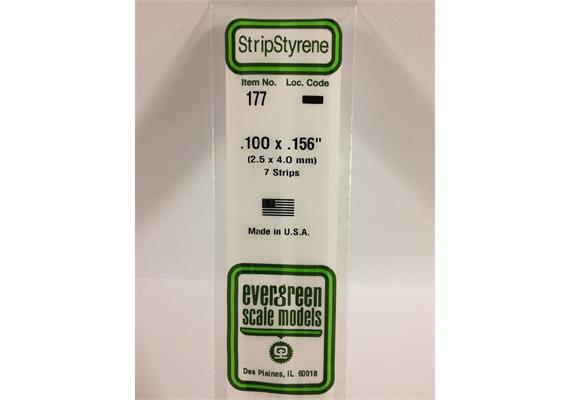 StripStyrene
Item No. Loc. Code
177
.100 x .156"
(2.5 x 4.0 mm)
7 Strips
Made in U.S.A.
evergreen
scale models
Des Plaines, IL 60018